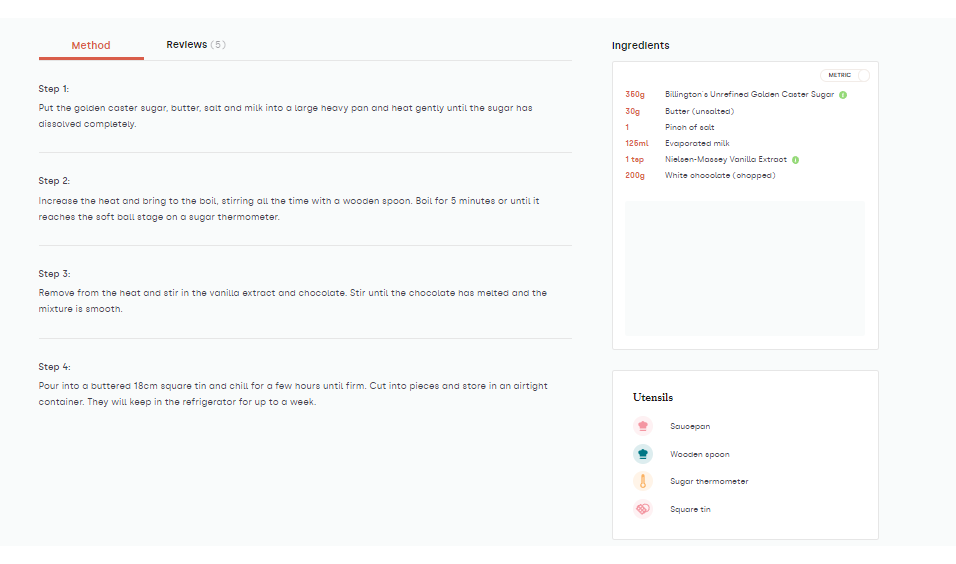 Method
Reviews (5)
Step 1:
Put the golden caster sugar, butter, salt and milk into a large heavy pan and heat gently until the sugar has
dissolved completely.
Step 2:
Increase the heat and bring to the boil, stirring all the time with a wooden spoon. Boil for 5 minutes or until it
reaches the soft ball stage on a sugar thermometer.
Step 3:
Remove from the heat and stir in the vanilla extract and chocolate. Stir until the chocolate has melted and the
mixture is smooth.
Step 4:
Pour into a buttered 18cm square tin and chill for a few hours until firm. Cut into pieces and store in an airtight
container. They will keep in the refrigerator for up to a week.
Ingredients
METRIC
350g Billington's Unrefined Golden Caster Sugar
30g Butter (unsalted)
1 Pinch of salt
125ml Evaporated milk
1 tsp Nielsen-Massey Vanilla Extract
200g White chocolate (chopped)
Utensils
Saucepan
Wooden spoon
Sugar thermometer
Square tin